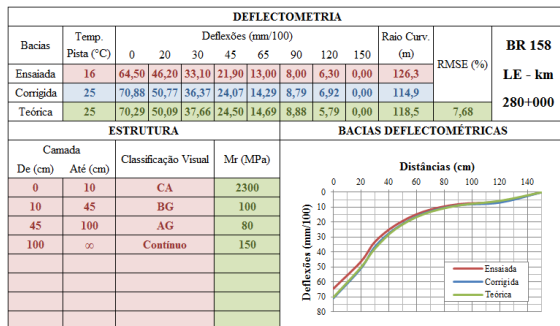 DEFLECTOMETRIA
Bacias Temp. Pista (°C) Deflexões (mm/100) Raio Curv. (m) RMSE (%) BR 158 LE - km 280+000
0 20 30 45 65 90 120 150
Ensaiada 16 64,50 46,20 33,10 21,90 13,00 8,00 6,30 0,00 126,3
Corrigida 25 70,88 50,77 36,37 24,07 14,29 8,79 6,92 0,00 114,9
Teórica 25 70,29 50,09 37,66 24,50 14,69 8,88 5,79 0,00 118,5 7,68
ESTRUTURA BACIAS DEFLECTOMÉTRICAS
Camada Classificação Visual Mr (MPa)
De (cm) Até (cm)
0 10 CA 2300
10 45 BG 100
45 100 AG 80
100 ∞ Contínuo 150
Distâncias (cm)
0 20 40 60 80 100 120 140
Deflexões (mm/100)
0
10
20
30
40
50
60
70
80
Ensaiada
Corrigida
Teórica